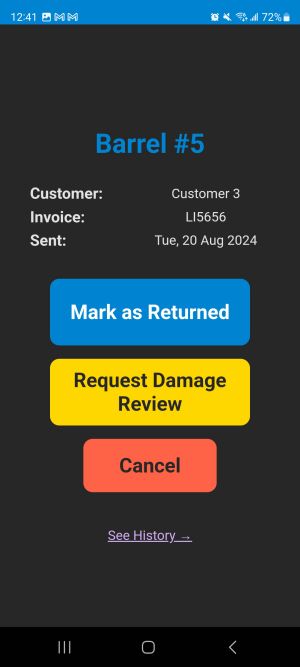 12:41 72%
Barrel #5
Customer: Customer 3
Invoice: LI5656
Sent: Tue, 20 Aug 2024
Mark as Returned
Request Damage
Review
Cancel
See History →